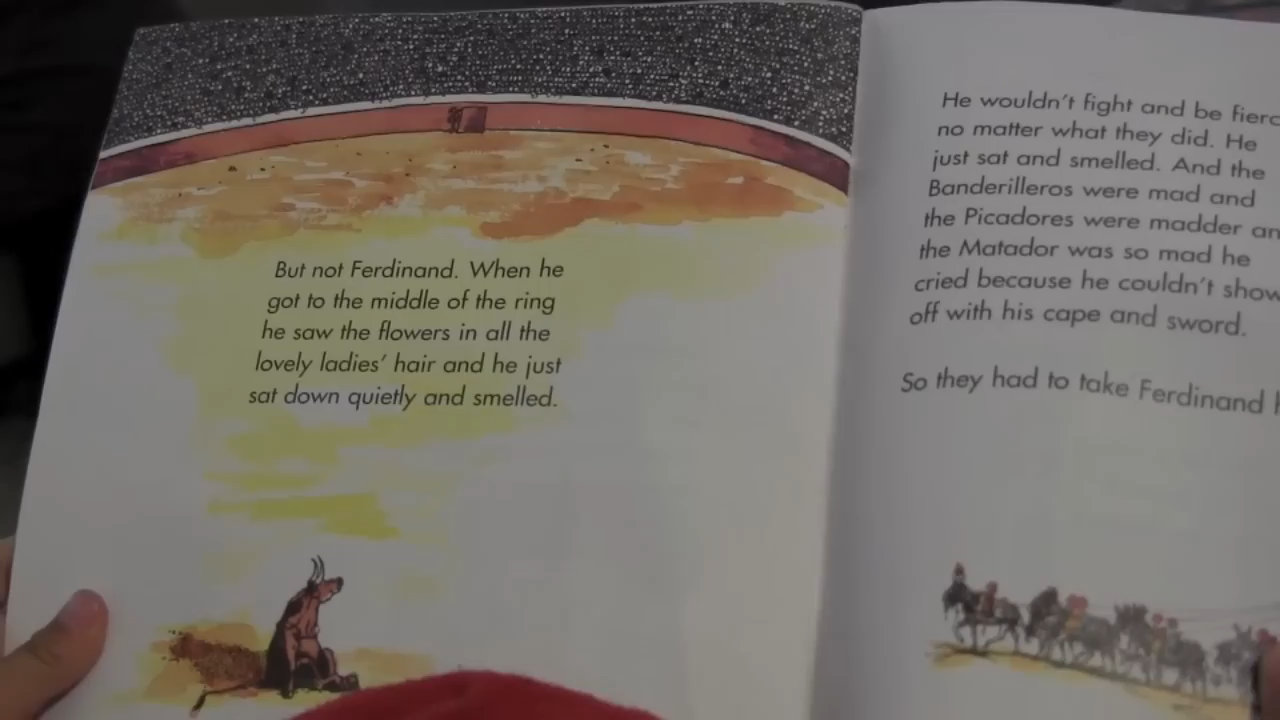 But not Ferdinand. When he
got to the middle of the ring
he saw the flowers in all the
lovely ladies' hair and he just
sat down quietly and smelled.
He wouldn't fight and be
no matter what they did. He
just sat and smelled. And the
Banderilleros were mad and
the Picadores were madder
the Matador was so mad he
cried because he couldn't show
off with his cape and sword.
So they had to take Ferdinand